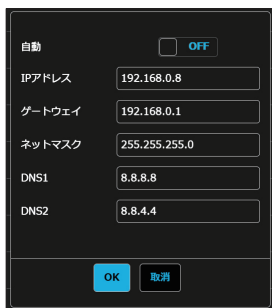 自動 OFF
IPアドレス 192.168.0.8
ゲートウェイ 192.168.0.1
ネットマスク 255.255.255.0
DNS1 8.8.8.8
DNS2 8.8.4.4
OK 取消